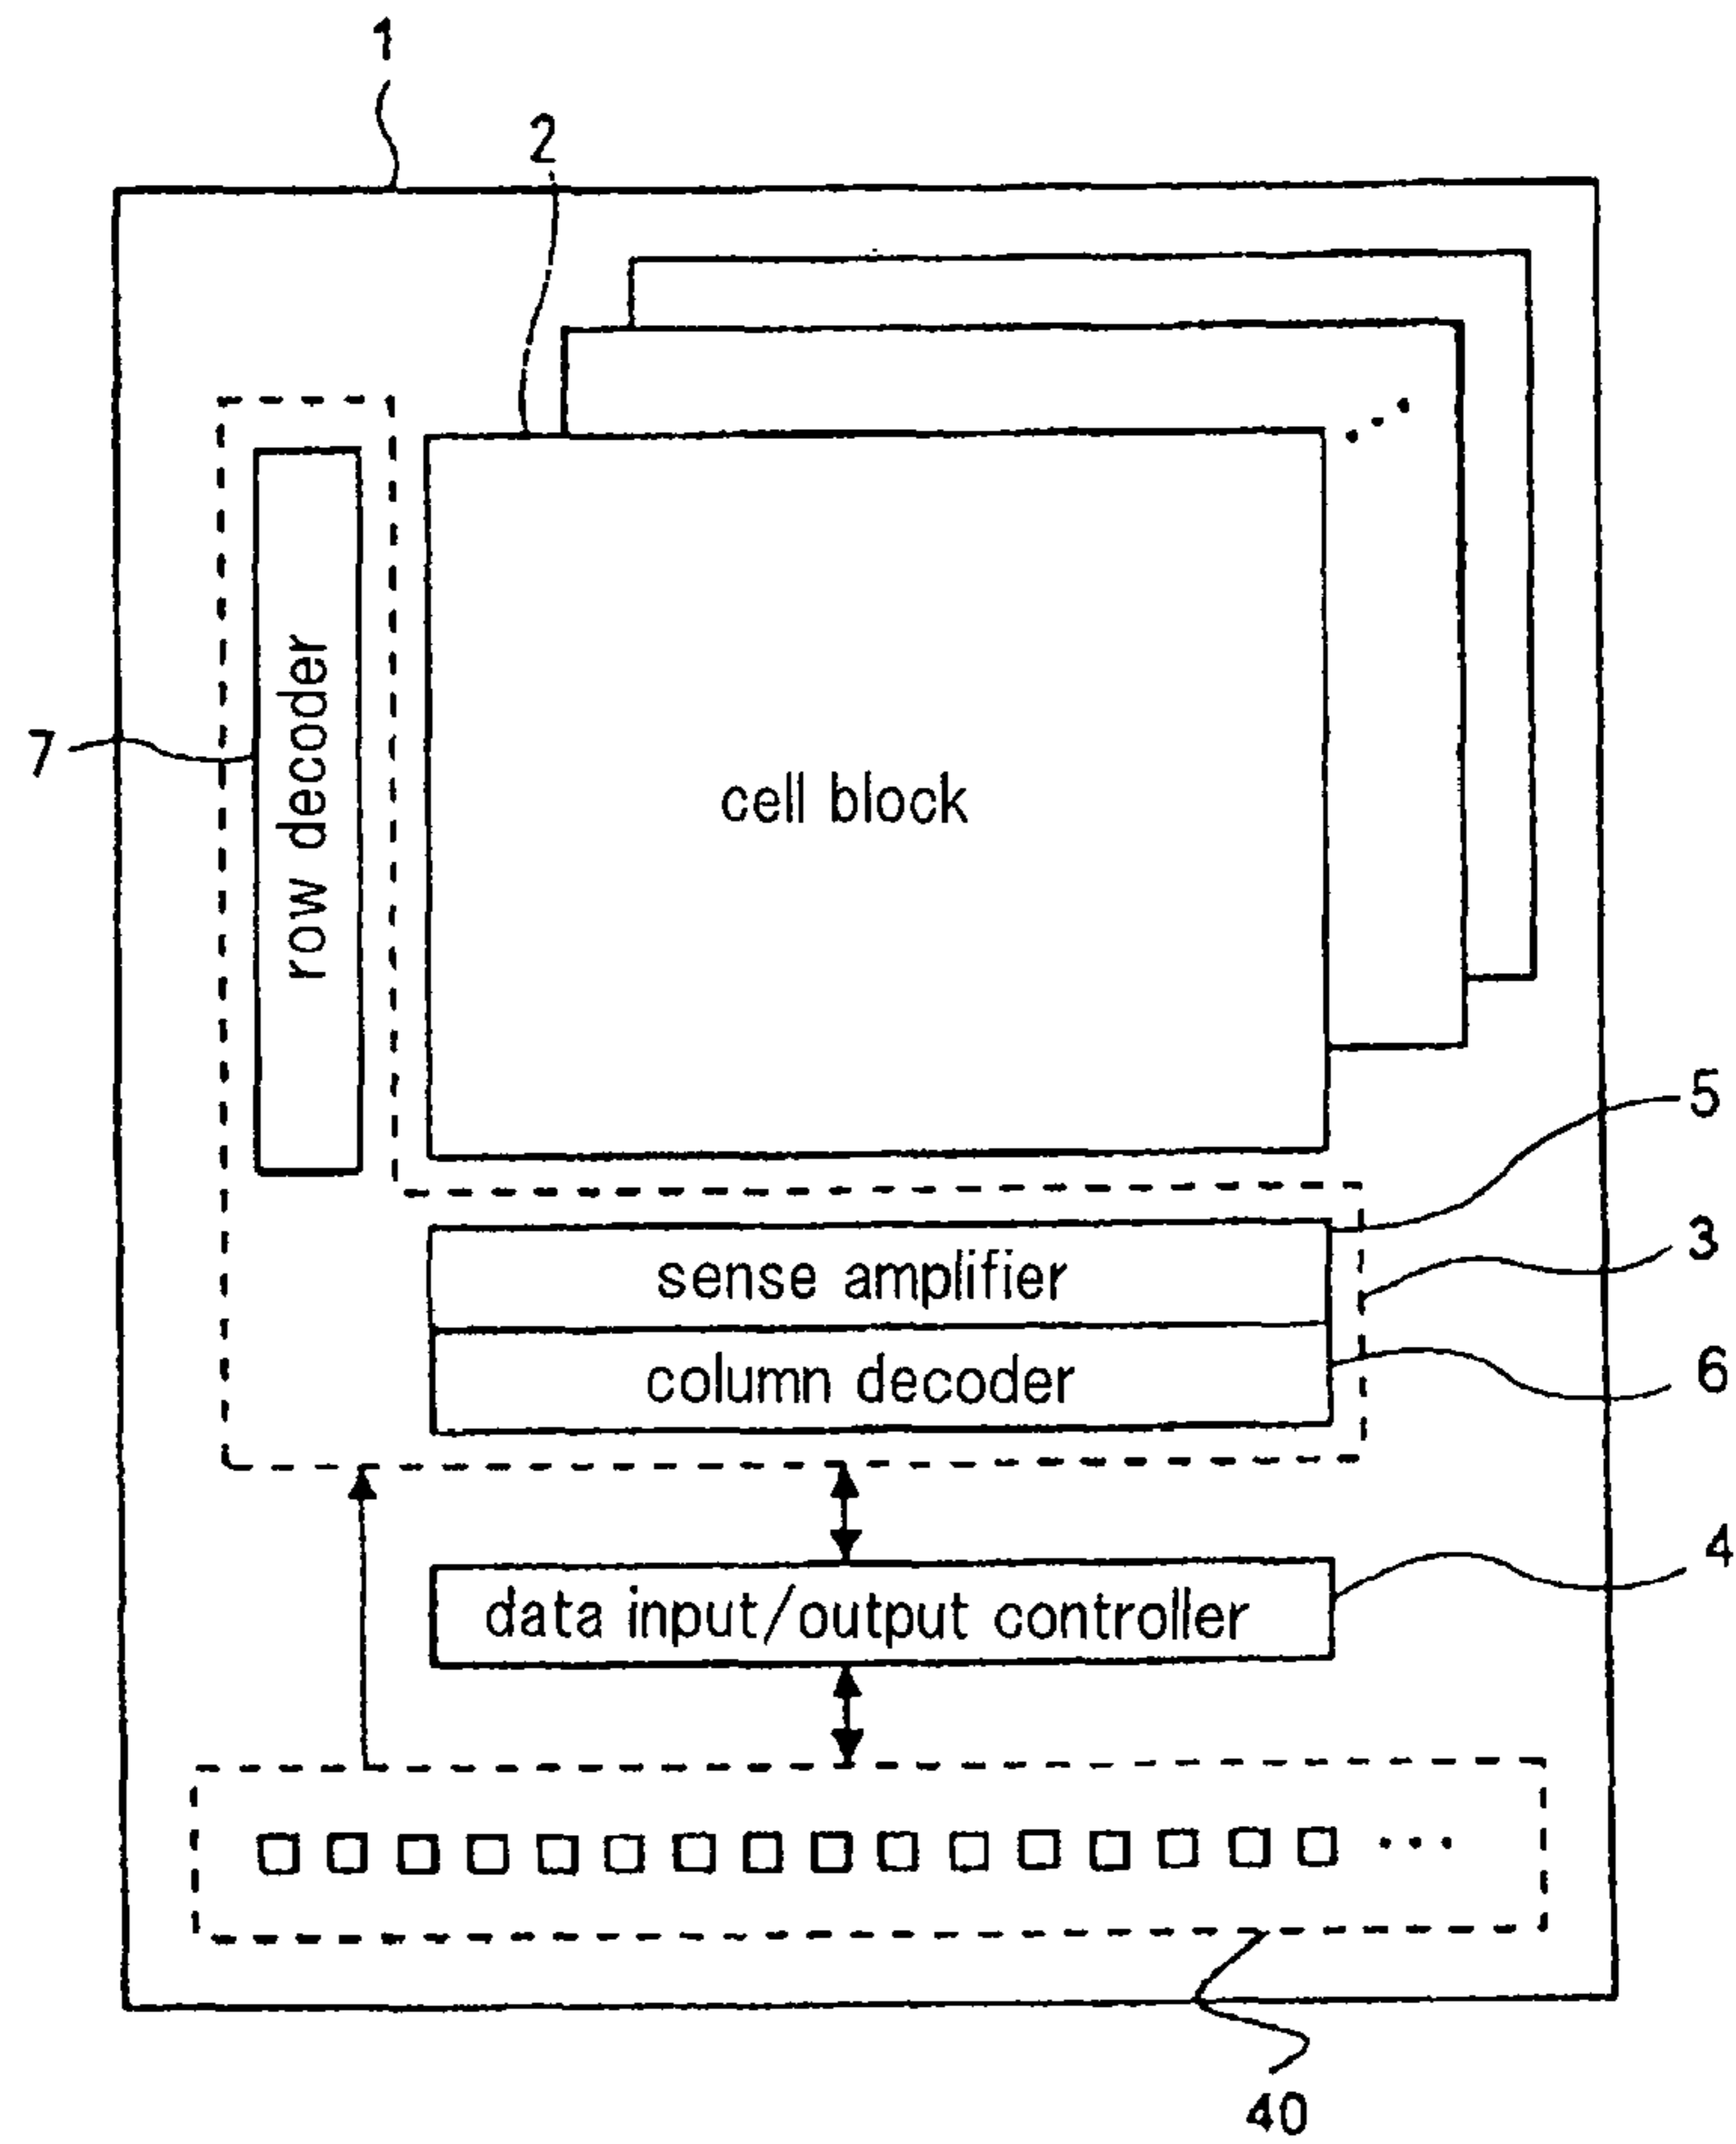 1
2
row decoder
7
cell block
5
sense amplifier
3
column decoder
6
4
data input/output controller
40